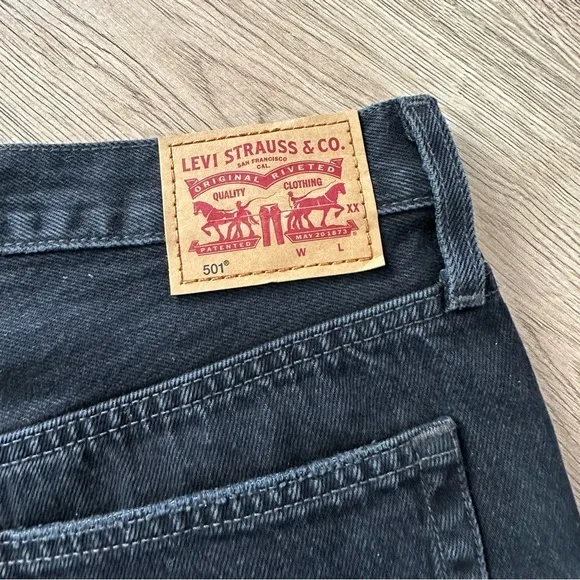 LEVI STRAUSS & CO.
SAN FRANCISCO
CAL.
ORIGINAL RIVETED
QUALITY CLOTHING
XX
PATENTED MAY 20 1873
501® W L